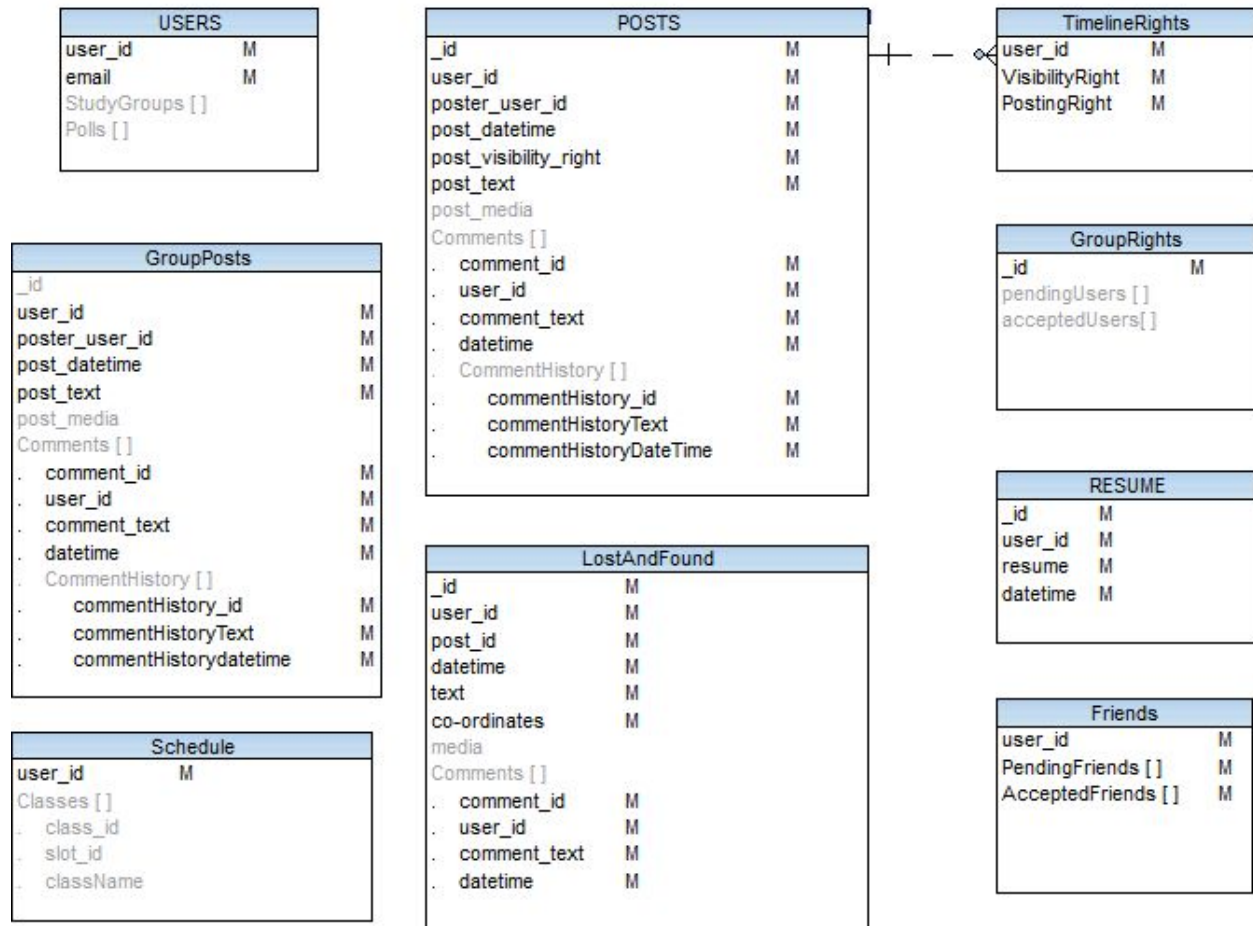 USERS
user_id M
email M
StudyGroups [ ]
Polls [ ]
POSTS
_id M
user_id M
poster_user_id M
post_datetime M
post_visibility_right M
post_text M
post_media
Comments [ ]
. comment_id M
. user_id M
. comment_text M
. datetime M
. CommentHistory [ ]
. commentHistory_id M
. commentHistoryText M
. commentHistoryDateTime M
TimelineRights
user_id M
VisibilityRight M
PostingRight M
GroupRights
_id M
pendingUsers [ ]
acceptedUsers[ ]
GroupPosts
_id
user_id M
poster_user_id M
post_datetime M
post_text M
post_media
Comments [ ]
. comment_id M
. user_id M
. comment_text M
. datetime M
. CommentHistory [ ]
. commentHistory_id M
. commentHistoryText M
. commentHistorydatetime M
LostAndFound
_id M
user_id M
post_id M
datetime M
text M
co-ordinates M
media
Comments [ ]
. comment_id M
. user_id M
. comment_text M
. datetime M
RESUME
_id M
user_id M
resume M
datetime M
Schedule
user_id M
Classes [ ]
. class_id
. slot_id
. className
Friends
user_id M
PendingFriends [ ] M
AcceptedFriends [ ] M